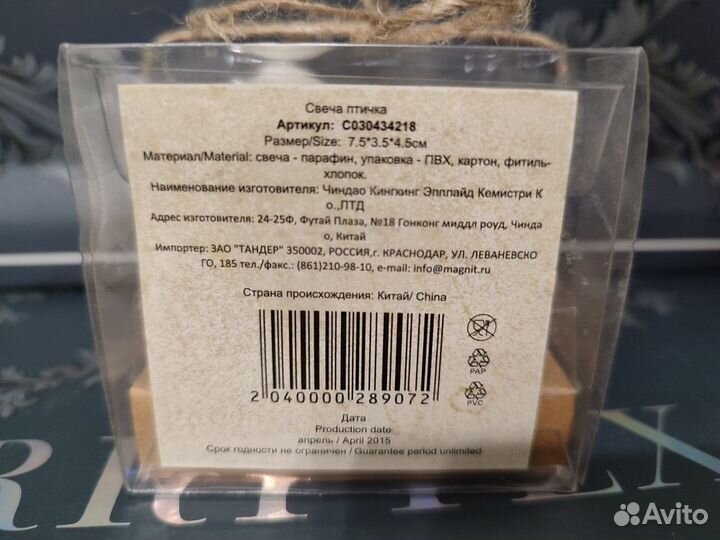 Свеча птичка
Артикул: C030434218
Размер/Size: 7.5*3.5*4.5см
Материал/Material: свеча - парафин, упаковка - ПВХ, картон, фитиль-
хлопок.
Наименование изготовителя: Чиндао Кингкинг Эпплайд Кемистри К
о.,ЛТД
Адрес изготовителя: 24-25Ф, Футай Плаза, №18 Гонконг миддл роуд, Чинда
о, Китай
Импортер: ЗАО "ТАНДЕР" 350002, РОССИЯ,г. КРАСНОДАР, УЛ. ЛЕВАНЕВСКО
ГО, 185 тел./факс.: (861)210-98-10, e-mail: info@magnit.ru
Страна происхождения: Китай/ China
PAP
PVC
2 040000 289072
Дата
Production date
апрель / April 2015
Срок годности не ограничен / Guarantee period unlimited
Avito